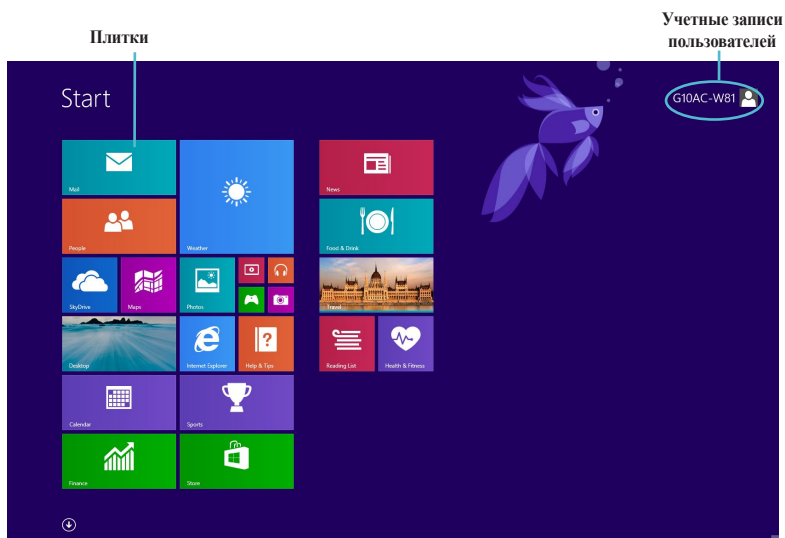 Плитки
Учетные записи
пользователей
Start
G10AC-W81
Mail
People
Weather
SkyDrive
Maps
Photos
Desktop
Internet Explorer
Help & Tips
Calendar
Sports
Finance
Store
News
Food & Drink
Travel
Reading List
Health & Fitness